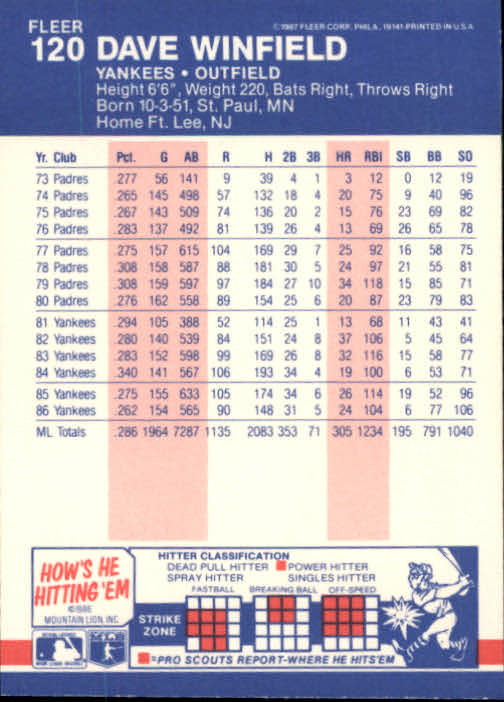 FLEER
©1987 FLEER CORP. PHILA. 19141-PRINTED IN U.S.A.
120 DAVE WINFIELD
YANKEES • OUTFIELD
Height 6'6", Weight 220, Bats Right, Throws Right
Born 10-3-51, St. Paul, MN
Home Ft. Lee, NJ
Yr. Club Pct. G AB R H 2B 3B HR RBI SB BB SO
73 Padres .277 56 141 9 39 4 1 3 12 0 12 19
74 Padres .265 145 498 57 132 18 4 20 75 9 40 96
75 Padres .267 143 509 74 136 20 2 15 76 23 69 82
76 Padres .283 137 492 81 139 26 4 13 69 26 65 78
77 Padres .275 157 615 104 169 29 7 25 92 16 58 75
78 Padres .308 158 587 88 181 30 5 24 97 21 55 81
79 Padres .308 159 597 97 184 27 10 34 118 15 85 71
80 Padres .276 162 558 89 154 25 6 20 87 23 79 83
81 Yankees .294 105 388 52 114 25 1 13 68 11 43 41
82 Yankees .280 140 539 84 151 24 8 37 106 5 45 64
83 Yankees .283 152 598 99 169 26 8 32 116 15 58 77
84 Yankees .340 141 567 106 193 34 4 19 100 6 53 71
85 Yankees .275 155 633 105 174 34 6 26 114 19 52 96
86 Yankees .262 154 565 90 148 31 5 24 104 6 77 106
ML Totals .286 1964 7287 1135 2083 353 71 305 1234 195 791 1040
HOW'S HE
HITTING 'EM
©1986
MOUNTAIN LION, INC.
HITTER CLASSIFICATION
DEAD PULL HITTER POWER HITTER
SPRAY HITTER SINGLES HITTER
FASTBALL BREAKING BALL OFF-SPEED
STRIKE
ZONE
=PRO SCOUTS REPORT-WHERE HE HITS'EM